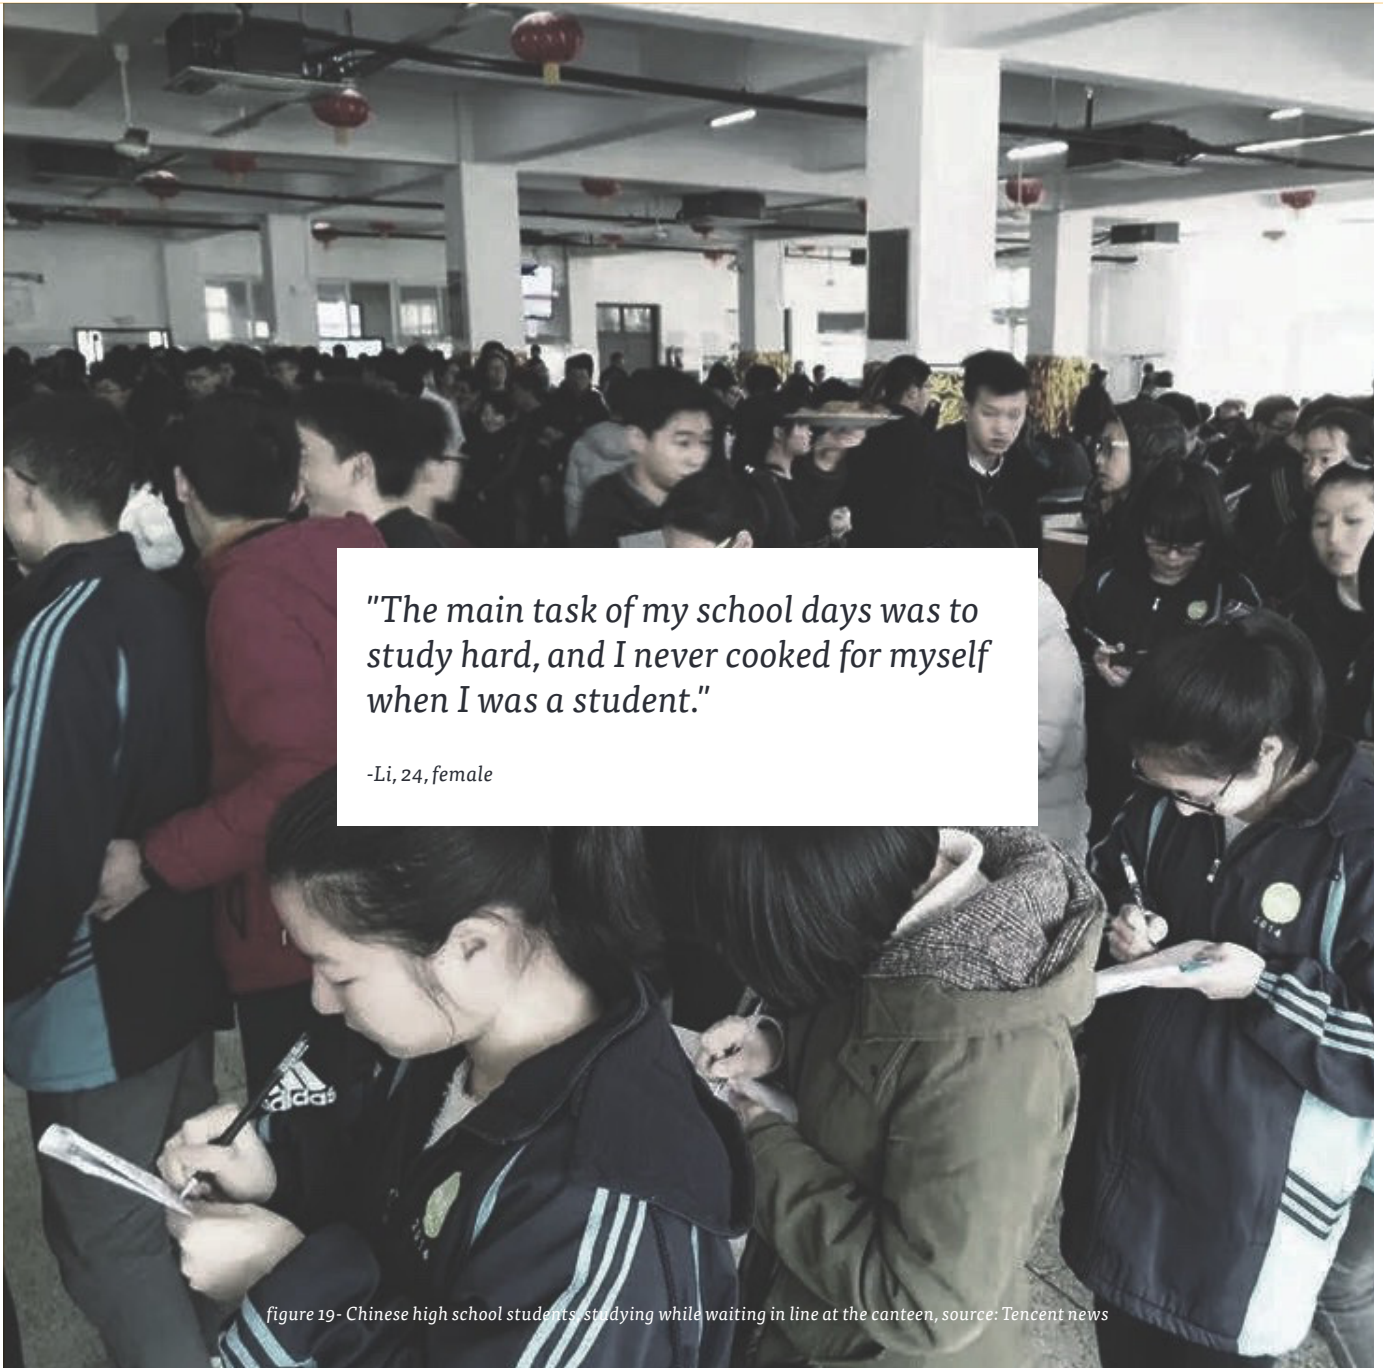 "The main task of my school days was to
study hard, and I never cooked for myself
when I was a student."
-Li, 24, female
adidas
2014
2014
figure 19- Chinese high school students, studying while waiting in line at the canteen, source: Tencent news